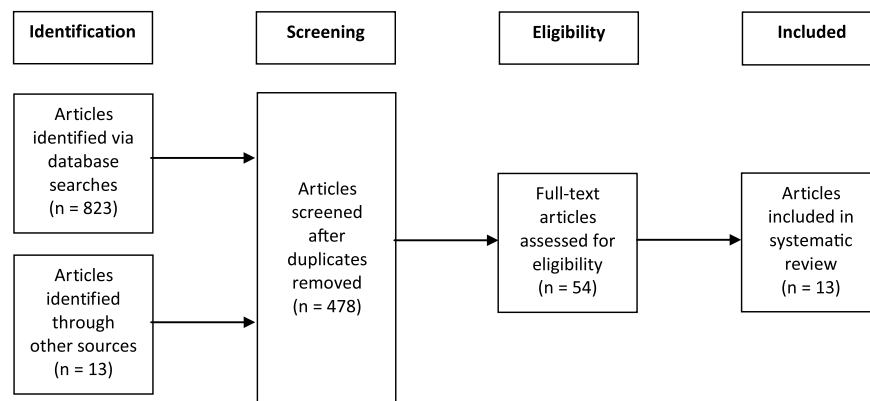 Identification
Screening
Eligibility
Included
Articles
identified via
database
searches
(n = 823)
Articles
identified
through
other sources
(n = 13)
Articles
screened
after
duplicates
removed
(n = 478)
Full-text
articles
assessed for
eligibility
(n = 54)
Articles
included in
systematic
review
(n = 13)